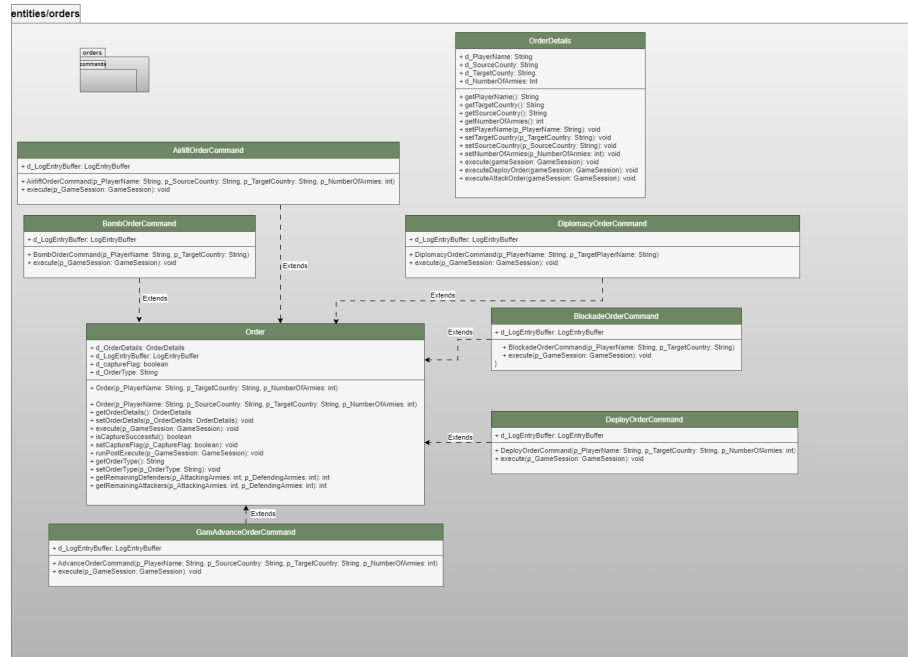 entities/orders
orders
commands
OrderDetails
+ d_PlayerName: String
+ d_SourceCounty: String
+ d_TargetCounty: String
+ d_NumberOfArmies: Int
+ getPlayerName(): String
+ getTargetCountry(): String
+ getSourceCountry(): String
+ getNumberOfArmies(): int
+ setPlayerName(p_PlayerName: String): void
+ setTargetCountry(p_TargetCountry: String): void
+ setSourceCountry(p_SourceCountry: String): void
+ setNumberOfArmies(p_NumberOfArmies: int): void
+ execute(gameSession: GameSession): void
+ executeDeployOrder(gameSession: GameSession): void
+ executeAttackOrder(gameSession: GameSession): void
AirliftOrderCommand
+ d_LogEntryBuffer: LogEntryBuffer
+ AirliftOrderCommand(p_PlayerName: String, p_SourceCountry: String, p_TargetCountry: String, p_NumberOfArmies: int)
+ execute(p_GameSession: GameSession): void
BombOrderCommand
+ d_LogEntryBuffer: LogEntryBuffer
+ BombOrderCommand(p_PlayerName: String, p_TargetCountry: String)
+ execute(p_GameSession: GameSession): void
DiplomacyOrderCommand
+ d_LogEntryBuffer: LogEntryBuffer
+ DiplomacyOrderCommand(p_PlayerName: String, p_TargetPlayerName: String)
+ execute(p_GameSession: GameSession): void
Extends
Extends
Extends
BlockadeOrderCommand
+ d_LogEntryBuffer: LogEntryBuffer
+ BlockadeOrderCommand(p_PlayerName: String, p_TargetCountry: String)
+ execute(p_GameSession: GameSession): void
}
Extends
Order
+ d_OrderDetails: OrderDetails
+ d_LogEntryBuffer: LogEntryBuffer
+ d_captureFlag: boolean
+ d_OrderType: String
+ Order(p_PlayerName: String, p_TargetCountry: String, p_NumberOfArmies: int)
+ Order(p_PlayerName: String, p_SourceCountry: String, p_TargetCountry: String, p_NumberOfArmies: int)
+ getOrderDetails(): OrderDetails
+ setOrderDetails(p_OrderDetails: OrderDetails): void
+ execute(p_GameSession: GameSession): void
+ isCaptureSuccessful(): boolean
+ setCaptureFlag(p_CaptureFlag: boolean): void
+ runPostExecute(p_GameSession: GameSession): void
+ getOrderType(): String
+ setOrderType(p_OrderType: String): void
+ getRemainingDefenders(p_AttackingArmies: int, p_DefendingArmies: int): int
+ getRemainingAttackers(p_AttackingArmies: int, p_DefendingArmies: int): int
DeployOrderCommand
+ d_LogEntryBuffer: LogEntryBuffer
+ DeployOrderCommand(p_PlayerName: String, p_TargetCountry: String, p_NumberOfArmies: int)
+ execute(p_GameSession: GameSession): void
Extends
Extends
GamAdvanceOrderCommand
+ d_LogEntryBuffer: LogEntryBuffer
+ AdvanceOrderCommand(p_PlayerName: String, p_SourceCountry: String, p_TargetCountry: String, p_NumberOfArmies: int)
+ execute(p_GameSession: GameSession): void